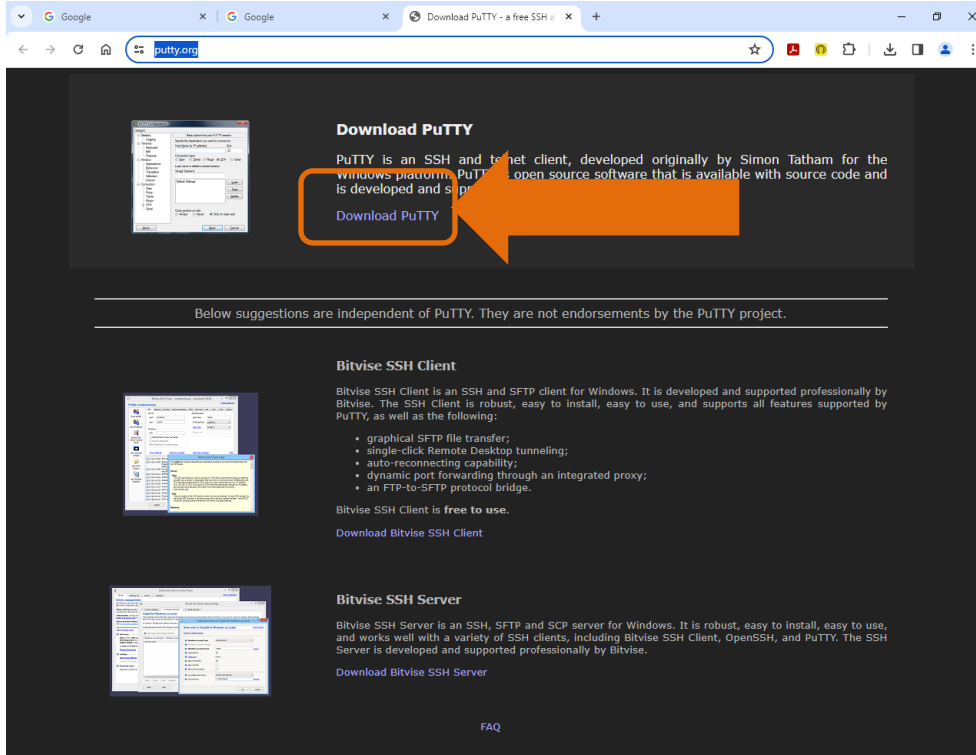 Google
Google
Download PuTTY - a free SSH a
putty.org
Download PuTTY
PuTTY is an SSH and telnet client, developed originally by Simon Tatham for the
Windows platform. PuTTY is open source software that is available with source code and
is developed and supp
Download PuTTY
Below suggestions are independent of PuTTY. They are not endorsements by the PuTTY project.
Bitvise SSH Client
Bitvise SSH Client is an SSH and SFTP client for Windows. It is developed and supported professionally by
Bitvise. The SSH Client is robust, easy to install, easy to use, and supports all features supported by
PuTTY, as well as the following:
• graphical SFTP file transfer;
• single-click Remote Desktop tunneling;
• auto-reconnecting capability;
• dynamic port forwarding through an integrated proxy;
• an FTP-to-SFTP protocol bridge.
Bitvise SSH Client is free to use.
Download Bitvise SSH Client
Bitvise SSH Server
Bitvise SSH Server is an SSH, SFTP and SCP server for Windows. It is robust, easy to install, easy to use,
and works well with a variety of SSH clients, including Bitvise SSH Client, OpenSSH, and PuTTY. The SSH
Server is developed and supported professionally by Bitvise.
Download Bitvise SSH Server
FAQ